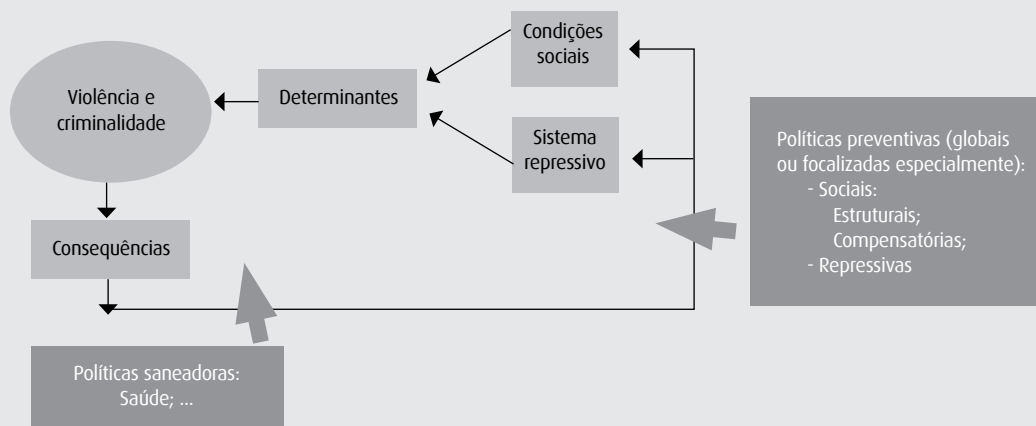 Condições
sociais
Violência e
criminalidade
Determinantes
Sistema
repressivo
Políticas preventivas (globais
ou focalizadas especialmente):
- Sociais:
Estruturais;
Compensatórias;
- Repressivas
Consequências
Políticas saneadoras:
Saúde; ...